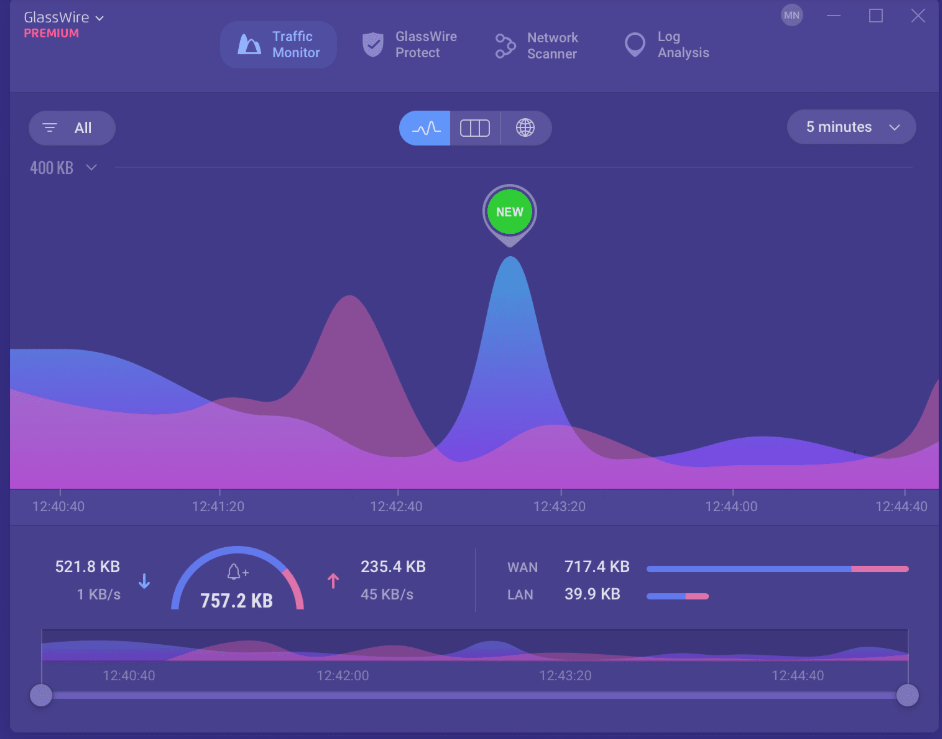 GlassWire
PREMIUM
Traffic
Monitor
GlassWire
Protect
Network
Scanner
Log
Analysis
MN
All
5 minutes
400 KB
NEW
12:40:40 12:41:20 12:42:40 12:43:20 12:44:00 12:44:40
521.8 KB
1 KB/s
757.2 KB
235.4 KB
45 KB/s
WAN 717.4 KB
LAN 39.9 KB
12:40:40 12:42:00 12:43:20 12:44:40